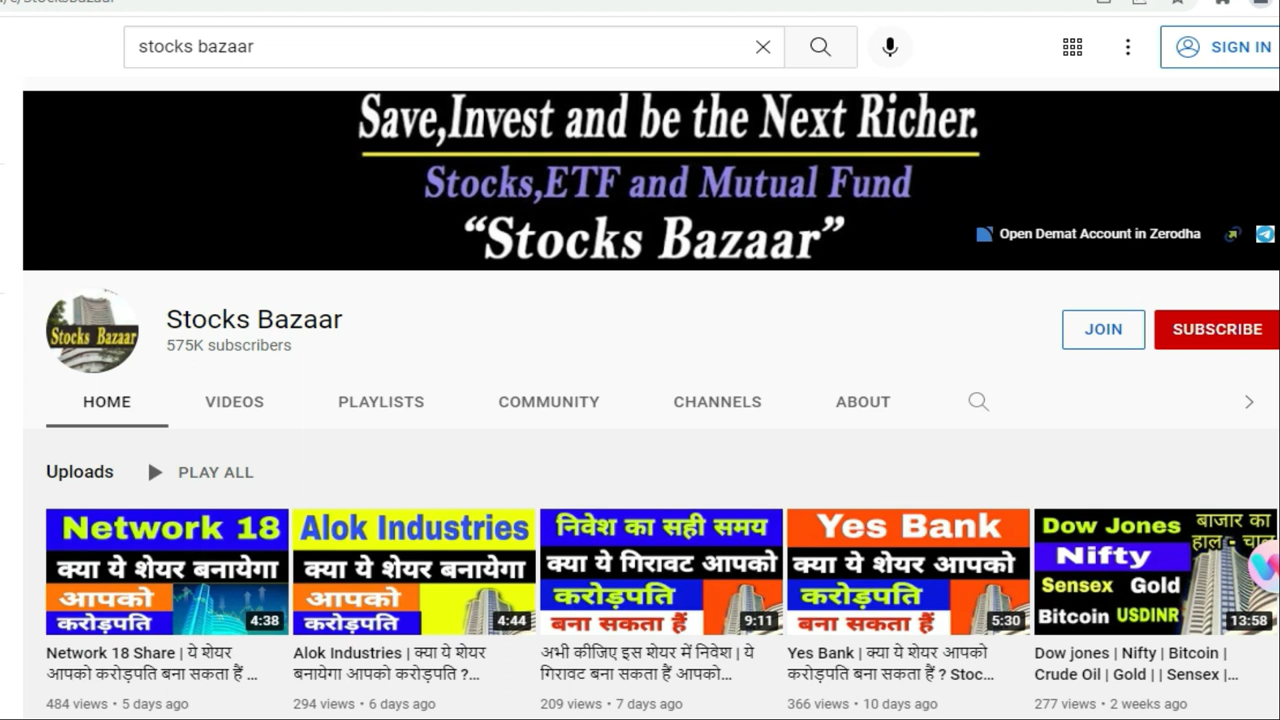 stocks bazaar
SIGN IN
Save,Invest and be the Next Richer.
Stocks,ETF and Mutual Fund
“Stocks Bazaar”
Open Demat Account in Zerodha
Stocks Bazaar
Stocks Bazaar
575K subscribers
JOIN
SUBSCRIBE
HOME VIDEOS PLAYLISTS COMMUNITY CHANNELS ABOUT
Uploads PLAY ALL
Network 18
क्या ये शेयर बनायेगा
आपको
करोड़पति
4:38
Network 18 Share | ये शेयर
आपको करोड़पति बना सकता हैं ...
484 views • 5 days ago
Alok Industries
क्या ये शेयर बनायेगा
आपको
करोड़पति
4:44
Alok Industries | क्या ये शेयर
बनायेगा आपको करोड़पति ?...
294 views • 6 days ago
निवेश का सही समय
क्या ये गिरावट आपको
करोड़पति
बना सकता हैं
9:11
अभी कीजिए इस शेयर में निवेश | ये
गिरावट बना सकता हैं आपको...
209 views • 7 days ago
Yes Bank
क्या ये शेयर आपको
करोड़पति
बना सकता हैं
5:30
Yes Bank | क्या ये शेयर आपको
करोड़पति बना सकता हैं ? Stoc...
366 views • 10 days ago
Dow Jones बाजार का
हाल - चाल
Nifty
Sensex Gold
Bitcoin USDINR
13:58
Dow jones | Nifty | Bitcoin |
Crude Oil | Gold | | Sensex |...
277 views • 2 weeks ago